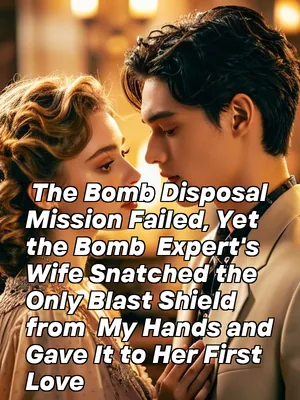 The Bomb Disposal
Mission Failed, Yet
the Bomb Expert's
Wife Snatched the
Only Blast Shield
from My Hands and
Gave It to Her First
Love